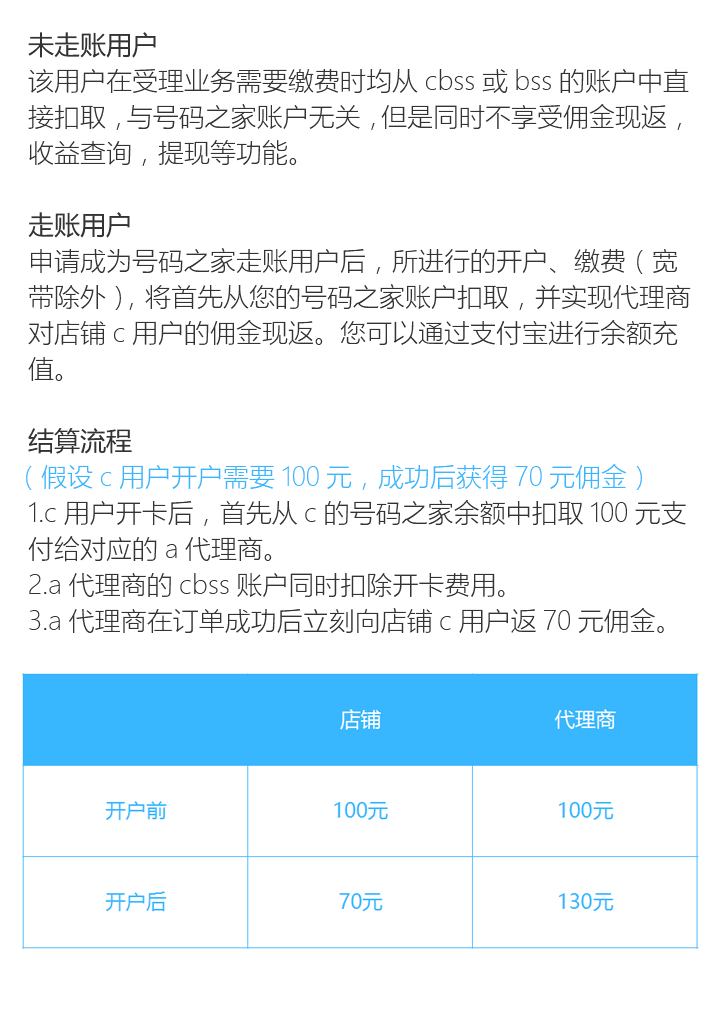 未走账用户
该用户在受理业务需要缴费时均从 cbss 或 bss 的账户中直
接扣取，与号码之家账户无关，但是同时不享受佣金现返，
收益查询，提现等功能。
走账用户
申请成为号码之家走账用户后，所进行的开户、缴费（宽
带除外），将首先从您的号码之家账户扣取，并实现代理商
对店铺 c 用户的佣金现返。您可以通过支付宝进行余额充
值。
结算流程
（假设 c 用户开户需要 100 元，成功后获得 70 元佣金）
1.c 用户开卡后，首先从 c 的号码之家余额中扣取 100 元支
付给对应的 a 代理商。
2.a 代理商的 cbss 账户同时扣除开卡费用。
3.a 代理商在订单成功后立刻向店铺 c 用户返 70 元佣金。
店铺 代理商
开户前 100元 100元
开户后 70元 130元